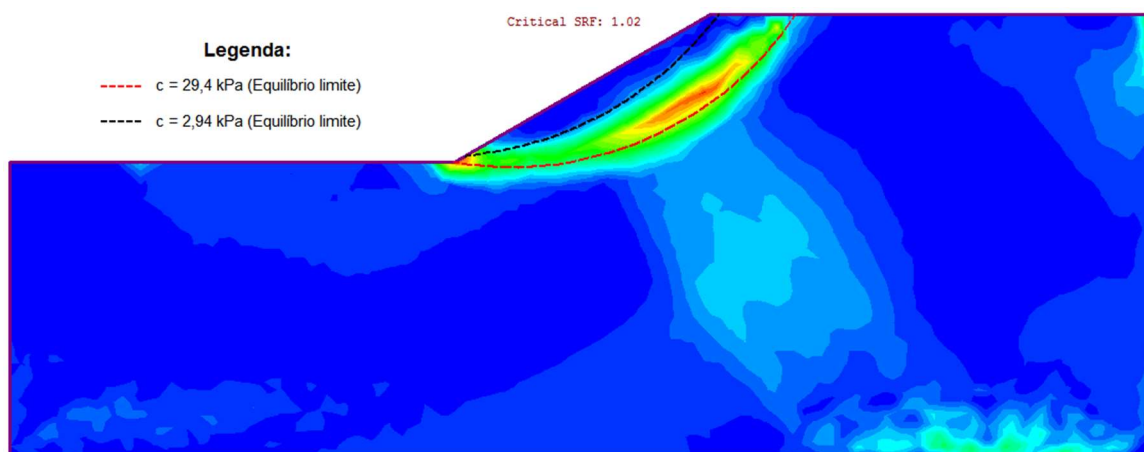 Critical SRF: 1.02
Legenda:
c = 29,4 kPa (Equilíbrio limite)
c = 2,94 kPa (Equilíbrio limite)